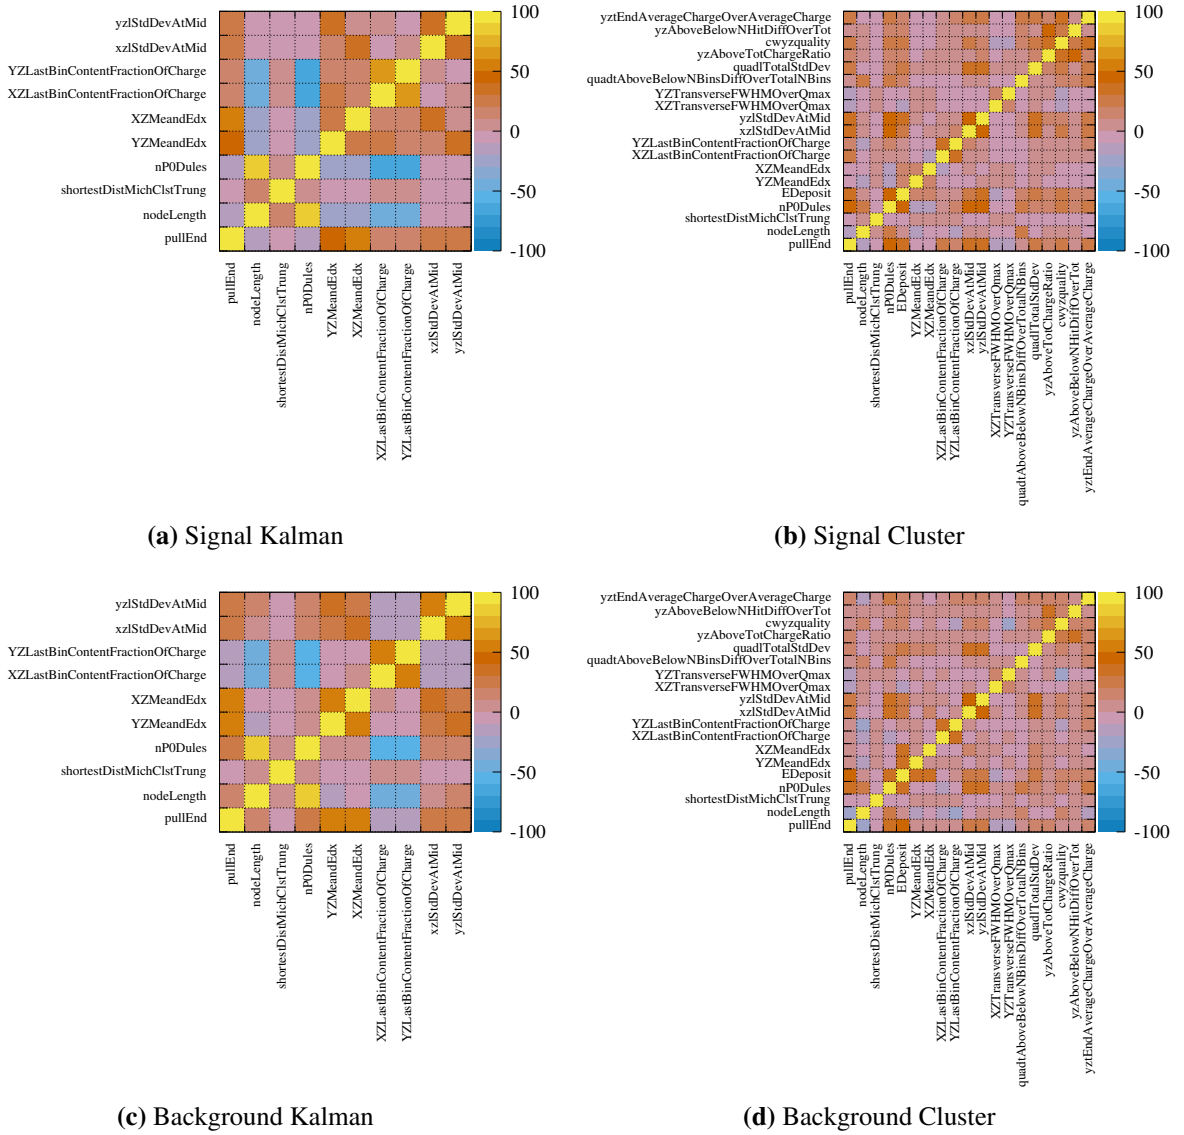 yzlStdDevAtMid
xzlStdDevAtMid
YZLastBinContentFractionOfCharge
XZLastBinContentFractionOfCharge
XZMeandEdx
YZMeandEdx
nP0Dules
shortestDistMichClstTrung
nodeLength
pullEnd
100
50
0
-50
-100
pullEnd
nodeLength
shortestDistMichClstTrung
nP0Dules
YZMeandEdx
XZMeandEdx
XZLastBinContentFractionOfCharge
YZLastBinContentFractionOfCharge
xzlStdDevAtMid
yzlStdDevAtMid
(a) Signal Kalman
yztEndAverageChargeOverAverageCharge
yzAboveBelowNHitDiffOverTot
cwyzquality
yzAboveTotChargeRatio
quadlTotalStdDev
quadtAboveBelowNBinsDiffOverTotalNBins
YZTransverseFWHMOverQmax
XZTransverseFWHMOverQmax
yzlStdDevAtMid
xzlStdDevAtMid
YZLastBinContentFractionOfCharge
XZLastBinContentFractionOfCharge
XZMeandEdx
YZMeandEdx
EDeposit
nP0Dules
shortestDistMichClstTrung
nodeLength
pullEnd
100
50
0
-50
-100
pullEnd
nodeLength
shortestDistMichClstTrung
nP0Dules
EDeposit
YZMeandEdx
XZMeandEdx
XZLastBinContentFractionOfCharge
YZLastBinContentFractionOfCharge
xzlStdDevAtMid
yzlStdDevAtMid
XZTransverseFWHMOverQmax
YZTransverseFWHMOverQmax
quadtAboveBelowNBinsDiffOverTotalNBins
quadlTotalStdDev
yzAboveTotChargeRatio
cwyzquality
yzAboveBelowNHitDiffOverTot
yztEndAverageChargeOverAverageCharge
(b) Signal Cluster
yzlStdDevAtMid
xzlStdDevAtMid
YZLastBinContentFractionOfCharge
XZLastBinContentFractionOfCharge
XZMeandEdx
YZMeandEdx
nP0Dules
shortestDistMichClstTrung
nodeLength
pullEnd
100
50
0
-50
-100
pullEnd
nodeLength
shortestDistMichClstTrung
nP0Dules
YZMeandEdx
XZMeandEdx
XZLastBinContentFractionOfCharge
YZLastBinContentFractionOfCharge
xzlStdDevAtMid
yzlStdDevAtMid
(c) Background Kalman
yztEndAverageChargeOverAverageCharge
yzAboveBelowNHitDiffOverTot
cwyzquality
yzAboveTotChargeRatio
quadlTotalStdDev
quadtAboveBelowNBinsDiffOverTotalNBins
YZTransverseFWHMOverQmax
XZTransverseFWHMOverQmax
yzlStdDevAtMid
xzlStdDevAtMid
YZLastBinContentFractionOfCharge
XZLastBinContentFractionOfCharge
XZMeandEdx
YZMeandEdx
EDeposit
nP0Dules
shortestDistMichClstTrung
nodeLength
pullEnd
100
50
0
-50
-100
pullEnd
nodeLength
shortestDistMichClstTrung
nP0Dules
EDeposit
YZMeandEdx
XZMeandEdx
XZLastBinContentFractionOfCharge
YZLastBinContentFractionOfCharge
xzlStdDevAtMid
yzlStdDevAtMid
XZTransverseFWHMOverQmax
YZTransverseFWHMOverQmax
quadtAboveBelowNBinsDiffOverTotalNBins
quadlTotalStdDev
yzAboveTotChargeRatio
cwyzquality
yzAboveBelowNHitDiffOverTot
yztEndAverageChargeOverAverageCharge
(d) Background Cluster